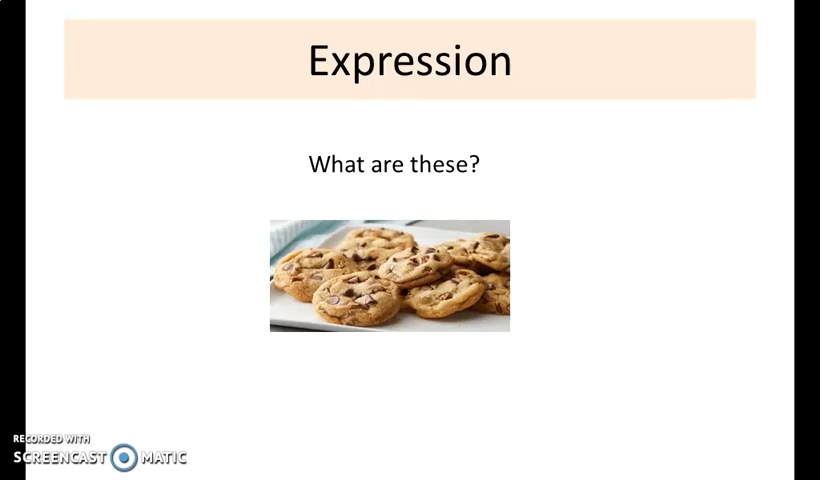 Expression
What are these?
RECORDED WITH
SCREENCAST MATIC